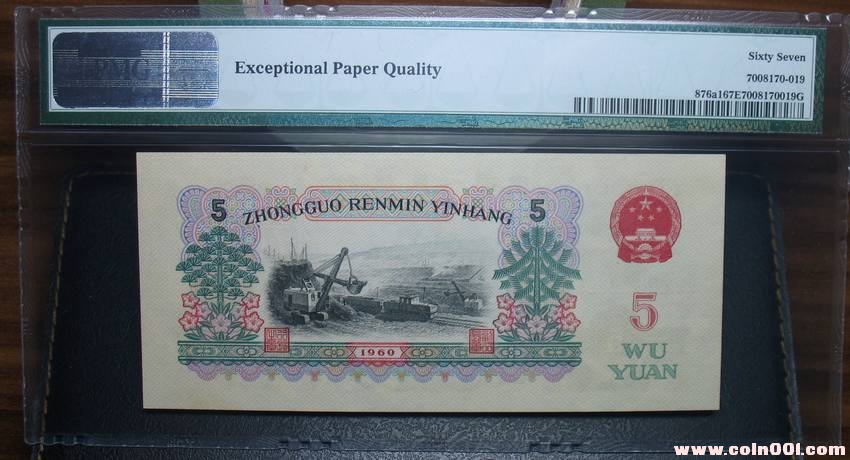 PMG
Exceptional Paper Quality
Sixty Seven
7008170-019
876a167E7008170019G
5 ZHONGGUO RENMIN YINHANG 5
1960
5
WU
YUAN
www.coin001.com